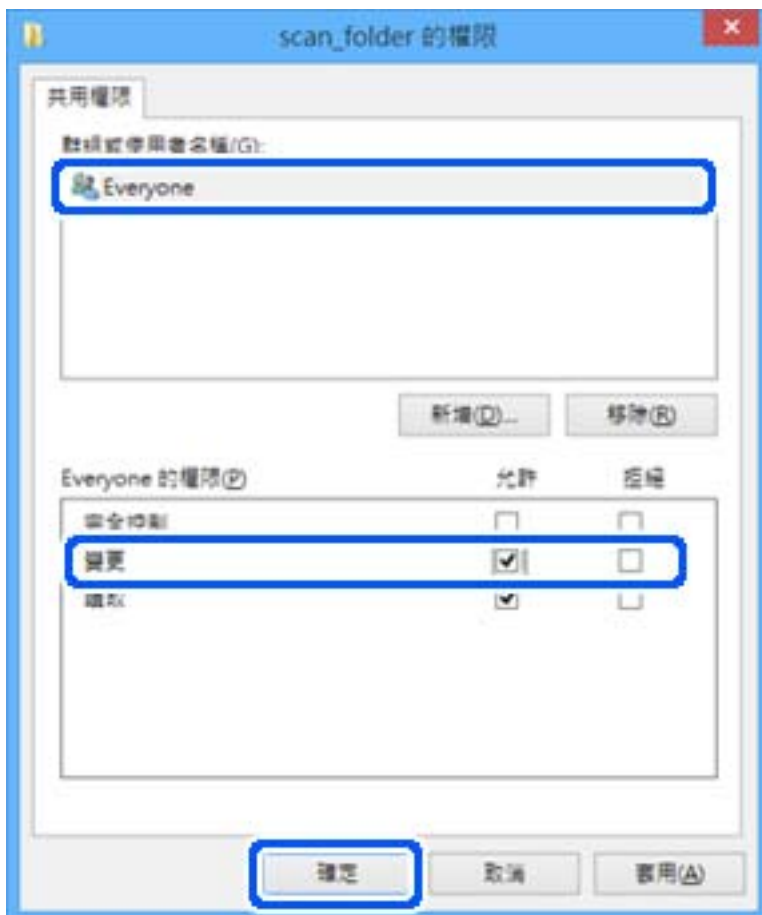 scan_folder 的權限
共用權限
群組或使用者名稱(G):
Everyone
新增(D)... 移除(R)
Everyone 的權限(P) 允許 拒絕
完全控制
變更
讀取
確定 取消 套用(A)